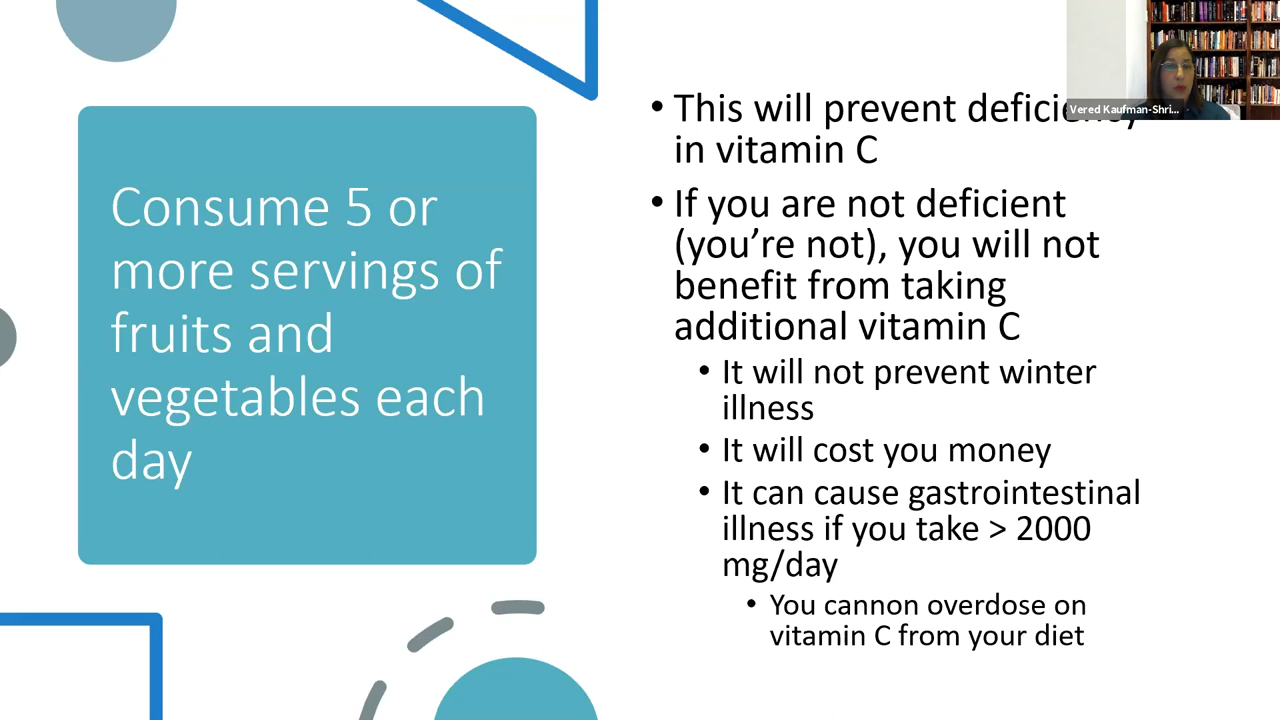 Consume 5 or
more servings of
fruits and
vegetables each
day
• This will prevent deficiency
in vitamin C
• If you are not deficient
(you’re not), you will not
benefit from taking
additional vitamin C
• It will not prevent winter
illness
• It will cost you money
• It can cause gastrointestinal
illness if you take > 2000
mg/day
• You cannon overdose on
vitamin C from your diet
Vered Kaufman-Shri...